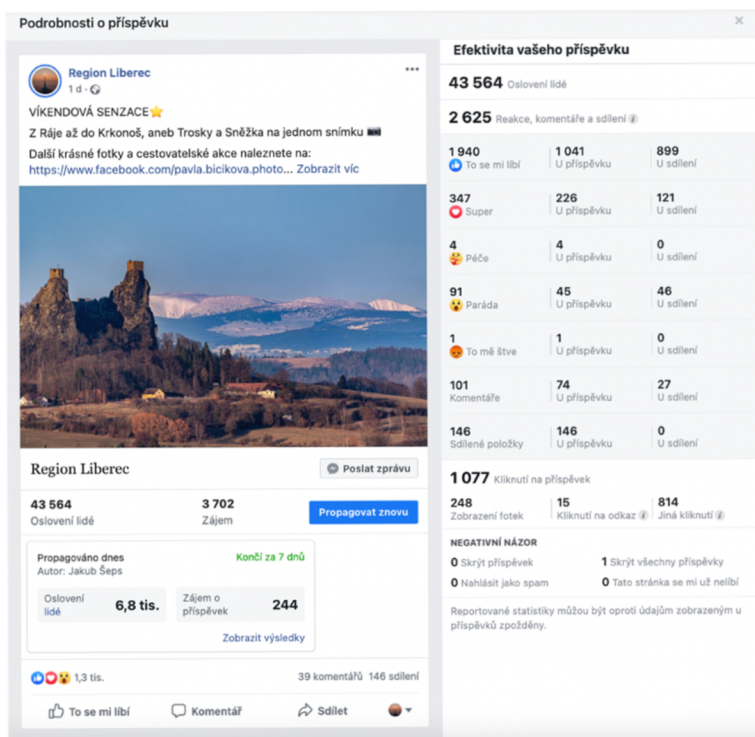 Podrobnosti o příspěvku
Region Liberec
1 d ·
VÍKENDOVÁ SENZACE⭐
Z Ráje až do Krkonoš, aneb Trosky a Sněžka na jednom snímku 📷
Další krásné fotky a cestovatelské akce naleznete na:
https://www.facebook.com/pavla.bicikova.photo... Zobrazit víc
Region Liberec
Poslat zprávu
43 564
Oslovení lidé
3 702
Zájem
Propagovat znovu
Propagováno dnes
Končí za 7 dnů
Autor: Jakub Šeps
Oslovení lidé
6,8 tis.
Zájem o příspěvek
244
Zobrazit výsledky
1,3 tis.
39 komentářů 146 sdílení
To se mi líbí
Komentář
Sdílet
Efektivita vašeho příspěvku
43 564 Oslovení lidé
2 625 Reakce, komentáře a sdílení
1 940
To se mi líbí
1 041
U příspěvku
899
U sdílení
347
Super
226
U příspěvku
121
U sdílení
4
Péče
4
U příspěvku
0
U sdílení
91
Paráda
45
U příspěvku
46
U sdílení
1
To mě štve
1
U příspěvku
0
U sdílení
101
Komentáře
74
U příspěvku
27
U sdílení
146
Sdílené položky
146
U příspěvku
0
U sdílení
1 077 Kliknutí na příspěvek
248
Zobrazení fotek
15
Kliknutí na odkaz
814
Jiná kliknutí
NEGATIVNÍ NÁZOR
0 Skrýt příspěvek
1 Skrýt všechny příspěvky
0 Nahlásit jako spam
0 Tato stránka se mi už nelíbí
Reportované statistiky můžou být oproti údajům zobrazeným u
příspěvků zpožděny.